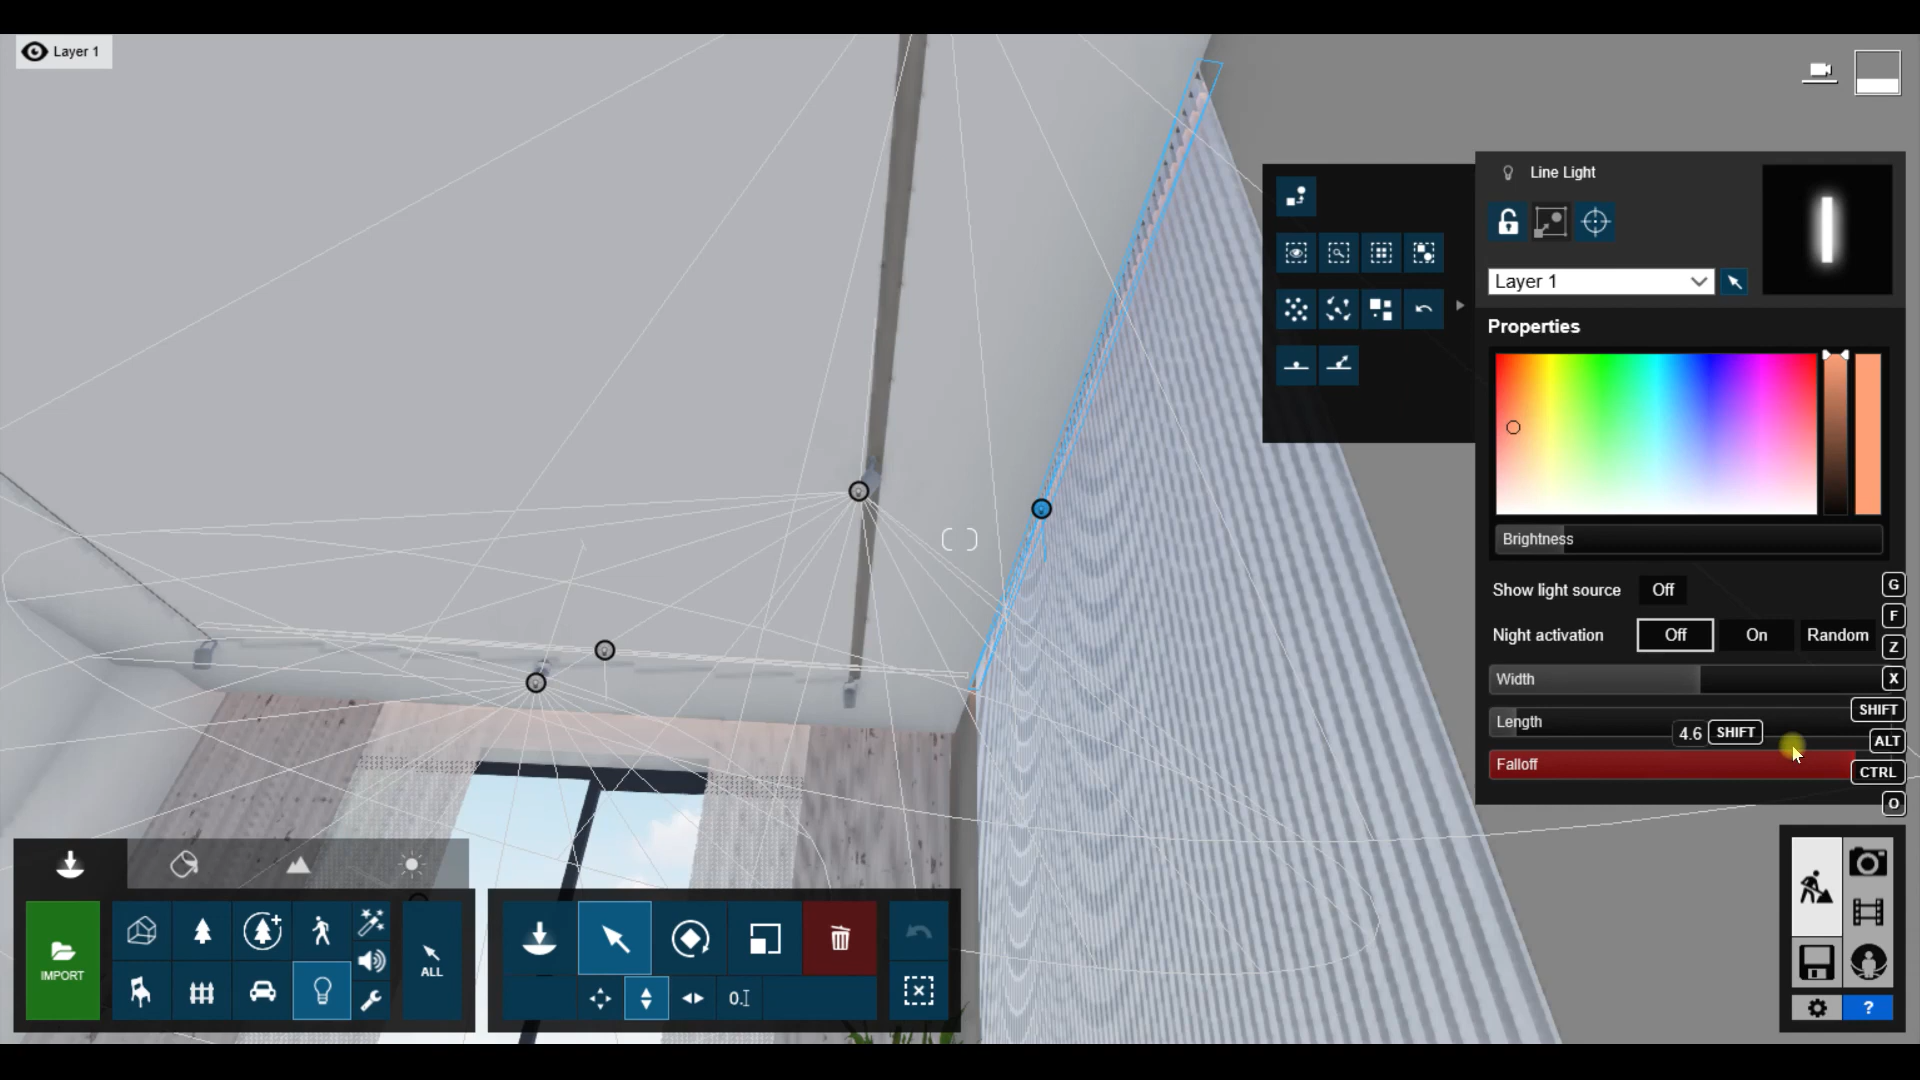 Layer 1
Line Light
Layer 1
Properties
Brightness
Show light source Off
G
F
Night activation Off On Random
Z
Width
X
SHIFT
Length
4.6 SHIFT
ALT
Falloff
CTRL
O
IMPORT
ALL
0.
?